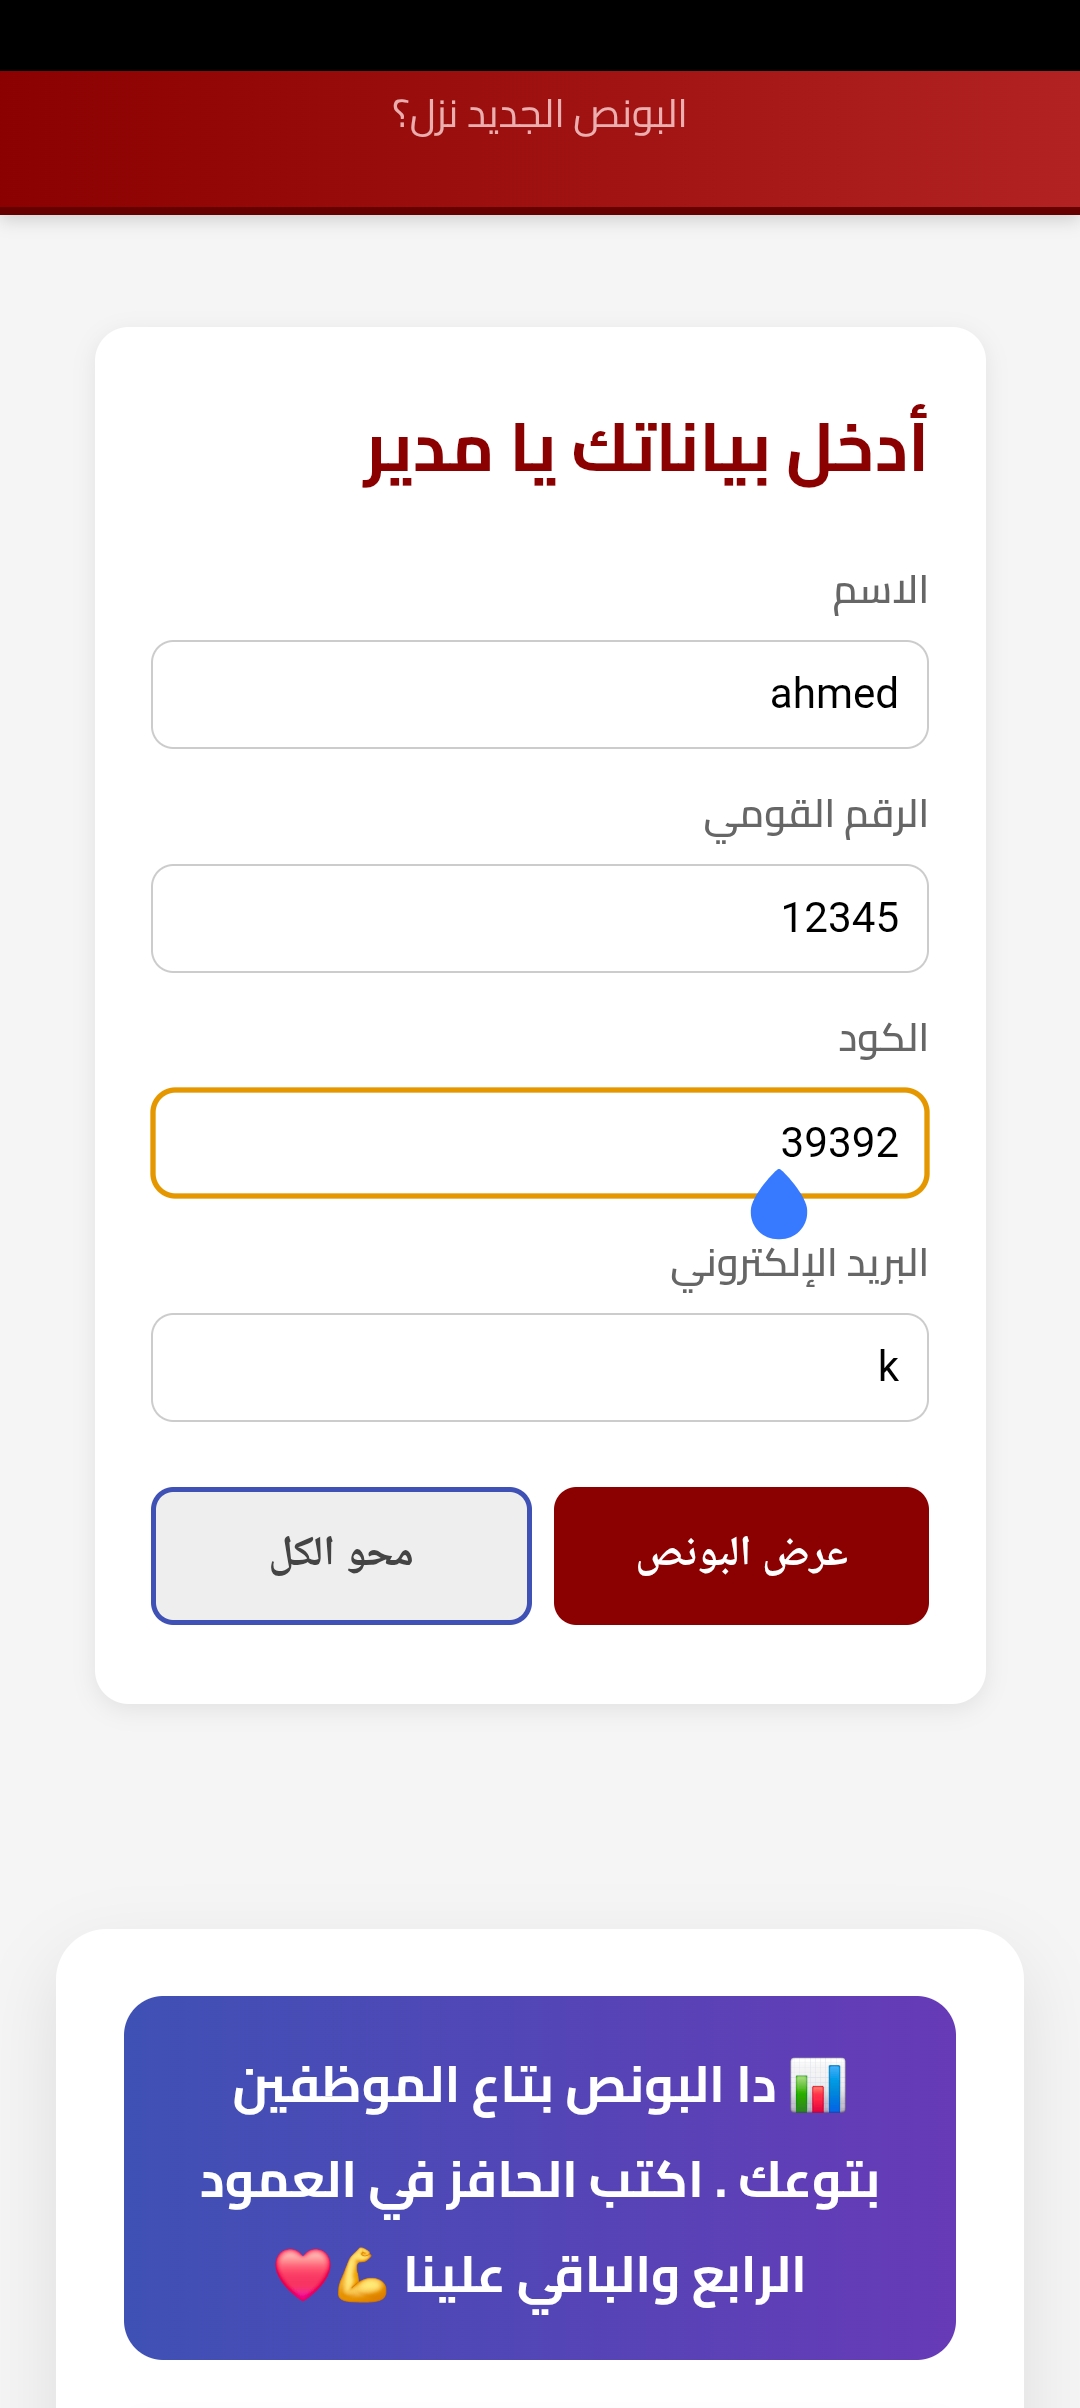 البونص الجديد نزل؟
أدخل بياناتك يا مدير
الاسم
ahmed
الرقم القومي
12345
الكود
39392
البريد الإلكتروني
k
عرض البونص
محو الكل
📊 دا البونص بتاع الموظفين
بتوعك . اكتب الحافز في العمود
الرابع والباقي علينا 💪❤️